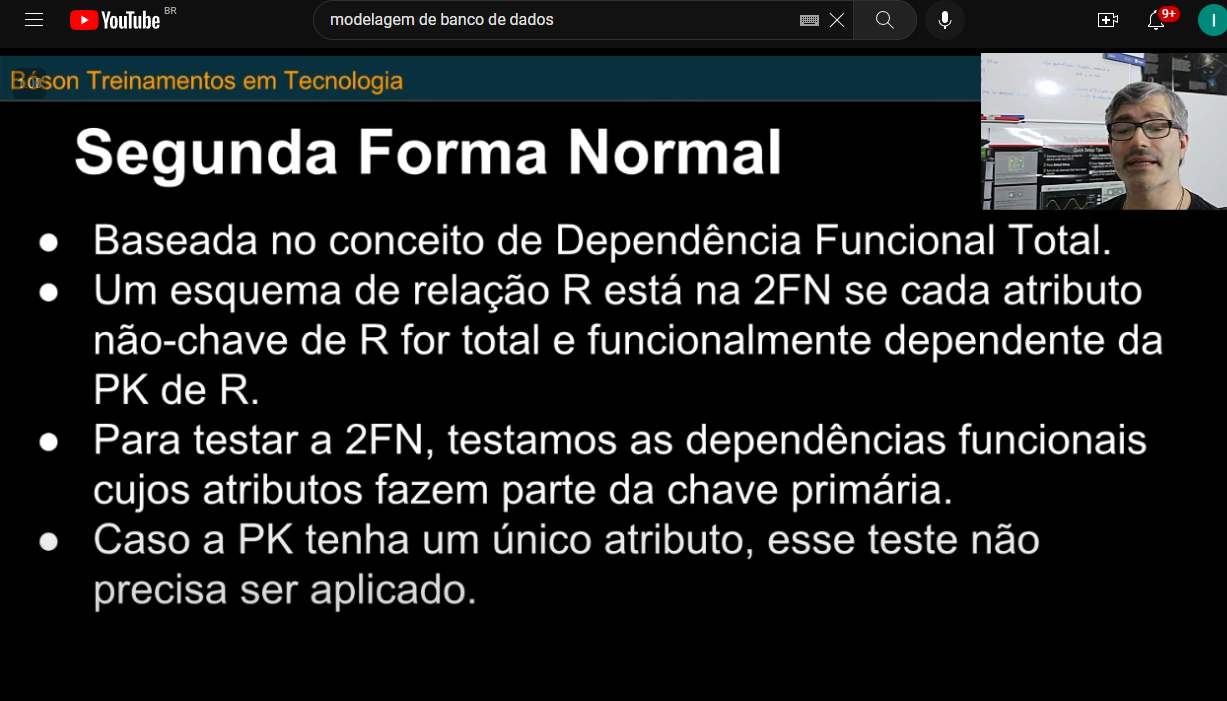 YouTube BR
modelagem de banco de dados
9+
I
Bóson Treinamentos em Tecnologia
Segunda Forma Normal
● Baseada no conceito de Dependência Funcional Total.
● Um esquema de relação R está na 2FN se cada atributo
não-chave de R for total e funcionalmente dependente da
PK de R.
● Para testar a 2FN, testamos as dependências funcionais
cujos atributos fazem parte da chave primária.
● Caso a PK tenha um único atributo, esse teste não
precisa ser aplicado.